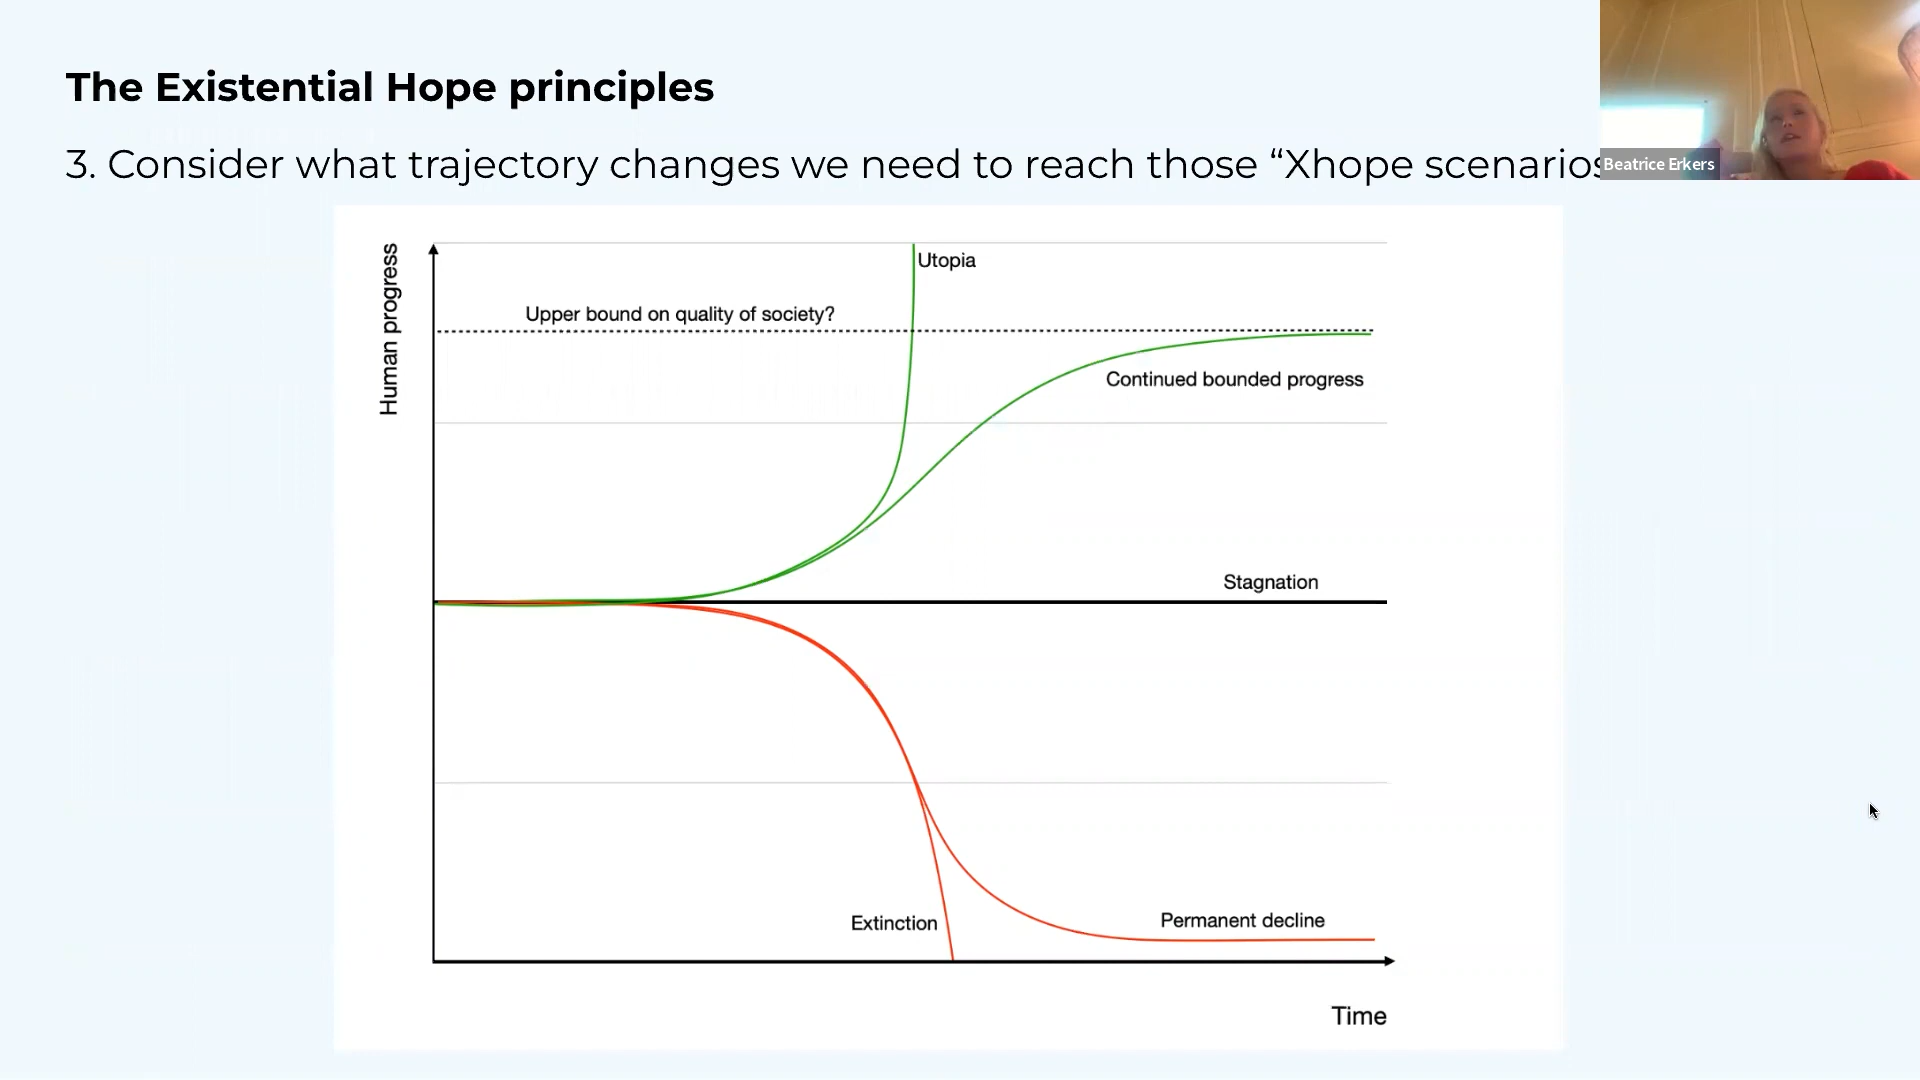 The Existential Hope principles
3. Consider what trajectory changes we need to reach those “Xhope scenarios
Beatrice Erkers
Human progress
Utopia
Upper bound on quality of society?
Continued bounded progress
Stagnation
Extinction
Permanent decline
Time